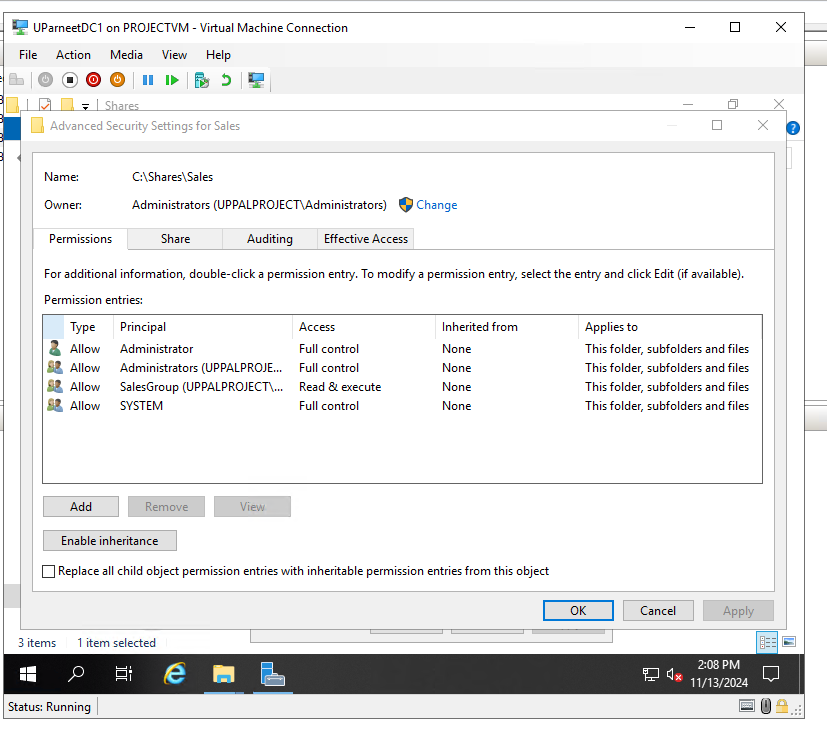 UParneetDC1 on PROJECTVM - Virtual Machine Connection
File Action Media View Help
Shares
Advanced Security Settings for Sales
Name: C:\Shares\Sales
Owner: Administrators (UPPALPROJECT\Administrators) Change
Permissions Share Auditing Effective Access
For additional information, double-click a permission entry. To modify a permission entry, select the entry and click Edit (if available).
Permission entries:
Type Principal Access Inherited from Applies to
Allow Administrator Full control None This folder, subfolders and files
Allow Administrators (UPPALPROJE... Full control None This folder, subfolders and files
Allow SalesGroup (UPPALPROJECT\... Read & execute None This folder, subfolders and files
Allow SYSTEM Full control None This folder, subfolders and files
Add Remove View
Enable inheritance
Replace all child object permission entries with inheritable permission entries from this object
OK Cancel Apply
3 items 1 item selected
2:08 PM
11/13/2024
Status: Running